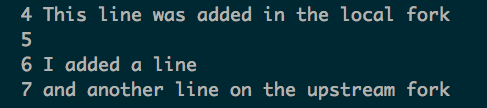 4 This line was added in the local fork
5
6 I added a line
7 and another line on the upstream fork